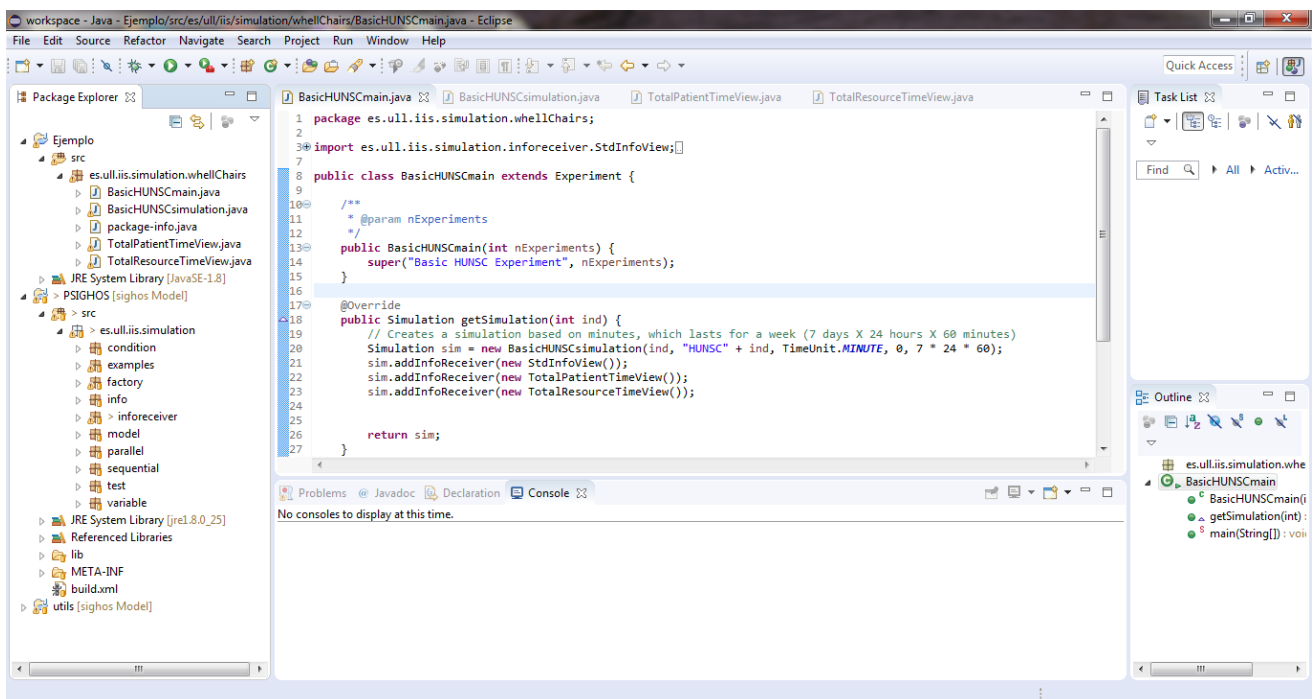 workspace - Java - Ejemplo/src/es/ull/iis/simulation/whellChairs/BasicHUNSCmain.java - Eclipse
File Edit Source Refactor Navigate Search Project Run Window Help
Quick Access
Package Explorer
Ejemplo
src
es.ull.iis.simulation.whellChairs
BasicHUNSCmain.java
BasicHUNSCsimulation.java
package-info.java
TotalPatientTimeView.java
TotalResourceTimeView.java
JRE System Library [JavaSE-1.8]
> PSIGHOS [sighos Model]
> src
> es.ull.iis.simulation
condition
examples
factory
info
> inforeceiver
model
parallel
sequential
test
variable
JRE System Library [jre1.8.0_25]
Referenced Libraries
lib
META-INF
build.xml
utils [sighos Model]
BasicHUNSCmain.java BasicHUNSCsimulation.java TotalPatientTimeView.java TotalResourceTimeView.java
1 package es.ull.iis.simulation.whellChairs;
2
3 import es.ull.iis.simulation.inforeceiver.StdInfoView;
7
8 public class BasicHUNSCmain extends Experiment {
9
10 /**
11 * @param nExperiments
12 */
13 public BasicHUNSCmain(int nExperiments) {
14 super("Basic HUNSC Experiment", nExperiments);
15 }
16
17 @Override
18 public Simulation getSimulation(int ind) {
19 // Creates a simulation based on minutes, which lasts for a week (7 days X 24 hours X 60 minutes)
20 Simulation sim = new BasicHUNSCsimulation(ind, "HUNSC" + ind, TimeUnit.MINUTE, 0, 7 * 24 * 60);
21 sim.addInfoReceiver(new StdInfoView());
22 sim.addInfoReceiver(new TotalPatientTimeView());
23 sim.addInfoReceiver(new TotalResourceTimeView());
24
25
26 return sim;
27 }
Problems @ Javadoc Declaration Console
No consoles to display at this time.
Task List
Find All Activ...
Outline
es.ull.iis.simulation.whe
BasicHUNSCmain
BasicHUNSCmain(i
getSimulation(int) :
main(String[]) : voi